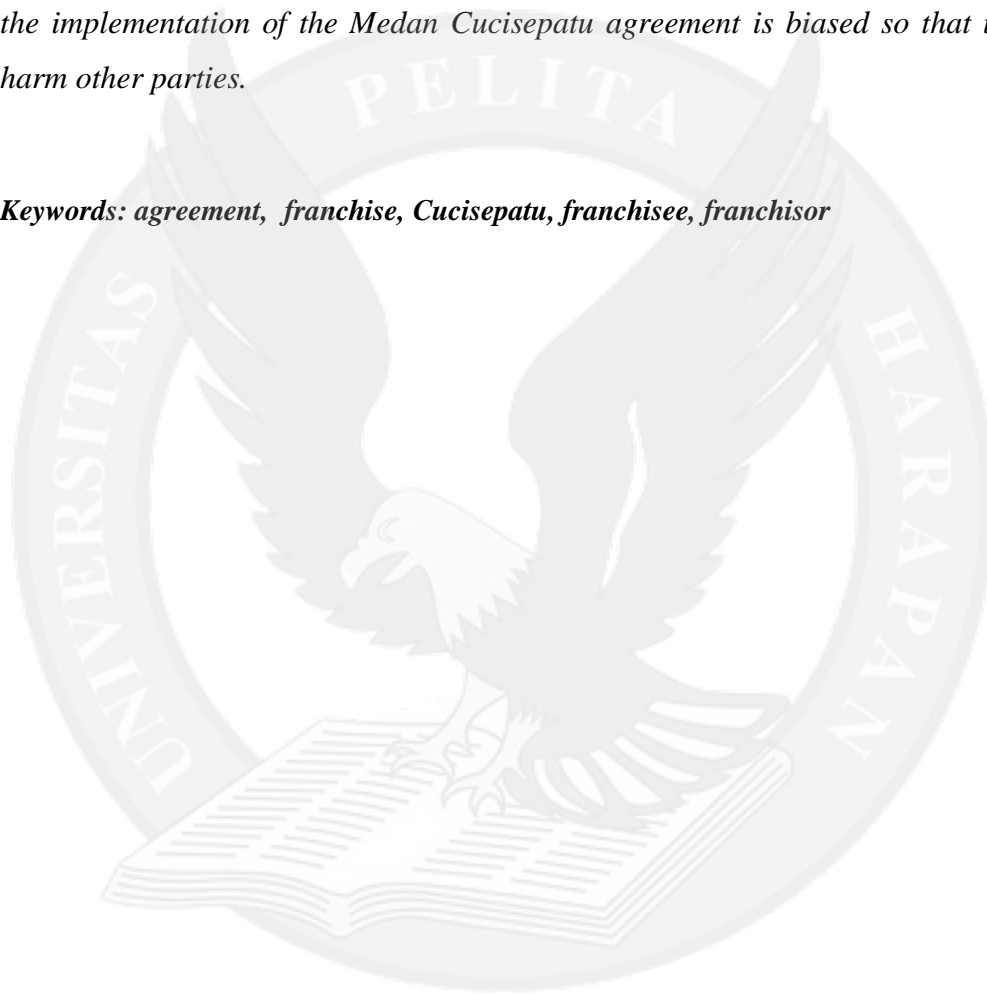 the implementation of the Medan Cucisepatu agreement is biased so that
harm other parties.
Keywords: agreement, franchise, Cucisepatu, franchisee, franchisor
UNIVERSITAS PELITA HARAPAN